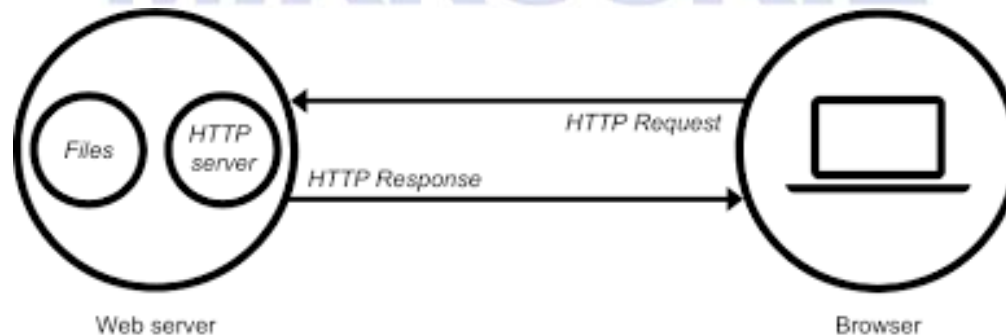 Files
HTTP
server
HTTP Request
HTTP Response
Web server
Browser